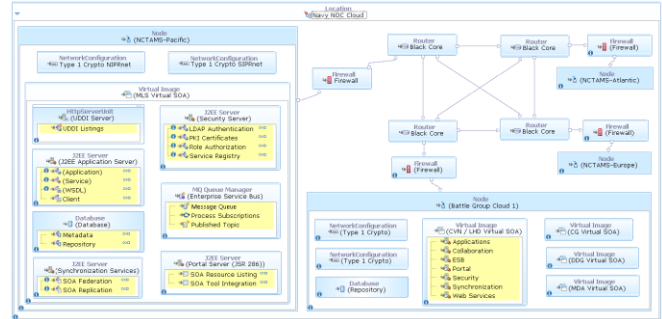 Location
Navy NOC Cloud
Node
(NCTAMS-Pacific)
NetworkConfiguration
Type 1 Crypto NIPRnet
NetworkConfiguration
Type 1 Crypto SIPRnet
Virtual Image
(MLS Virtual SOA)
HttpServerUnit
(UDDI Server)
UDDI Listings
J2EE Server
(J2EE Application Server)
(Application)
(Service)
(WSDL)
Client
Database
(Database)
Metadata
Repository
J2EE Server
(Synchronization Services)
SOA Federation
SOA Replication
J2EE Server
(Security Server)
LDAP Authentication
PKI Certificates
Role Authorization
Service Registry
MQ Queue Manager
(Enterprise Service Bus)
Message Queue
Process Subscriptions
Published Topic
J2EE Server
(Portal Server (JSR 286))
SOA Resource Listing
SOA Tool Integration
Firewall
Firewall
Router
Black Core
Router
Black Core
Firewall
(Firewall)
Node
(NCTAMS-Atlantic)
Router
Black Core
Router
Black Core
Firewall
(Firewall)
Firewall
(Firewall)
Node
(NCTAMS-Europe)
Node
(Battle Group Cloud 1)
NetworkConfiguration
(Type 1 Crypto)
NetworkConfiguration
(Type 1 Crypto)
Database
(Repository)
Virtual Image
(CVN / LHD Virtual SOA)
Applications
Collaboration
ESB
Portal
Security
Synchronization
Web Services
Virtual Image
(CG Virtual SOA)
Virtual Image
(DDG Virtual SOA)
Virtual Image
(MDA Virtual SOA)